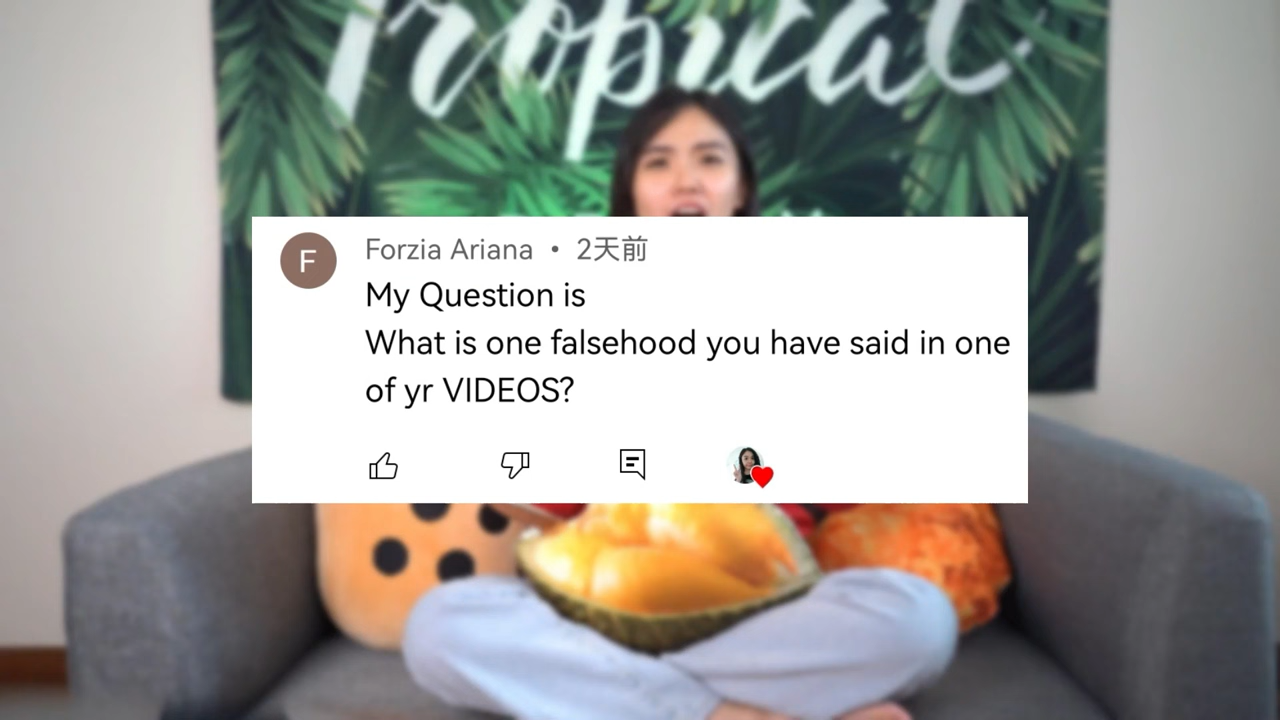 Tropical
F
Forzia Ariana • 2天前
My Question is
What is one falsehood you have said in one
of yr VIDEOS?